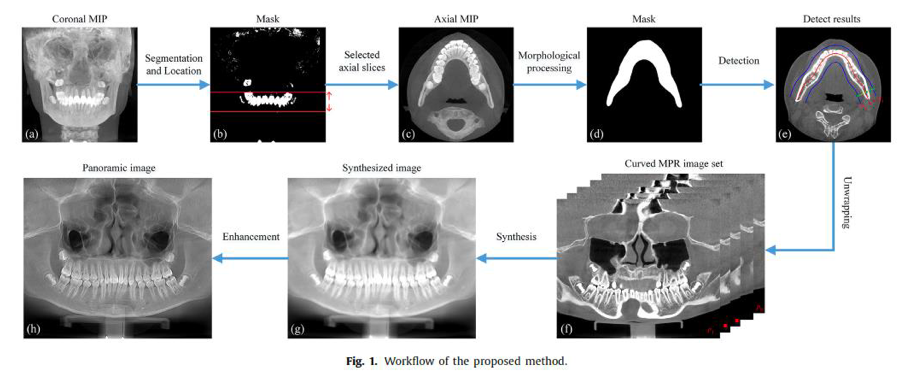 Coronal MIP
Segmentation
and Location
Mask
Selected
axial slices
Axial MIP
Morphological
processing
Mask
Detection
Detect results
(a)
(b)
(c)
(d)
(e)
Unwrapping
Panoramic image
Enhancement
Synthesized image
Synthesis
Curved MPR image set
(h)
(g)
(f)
Fig. 1. Workflow of the proposed method.